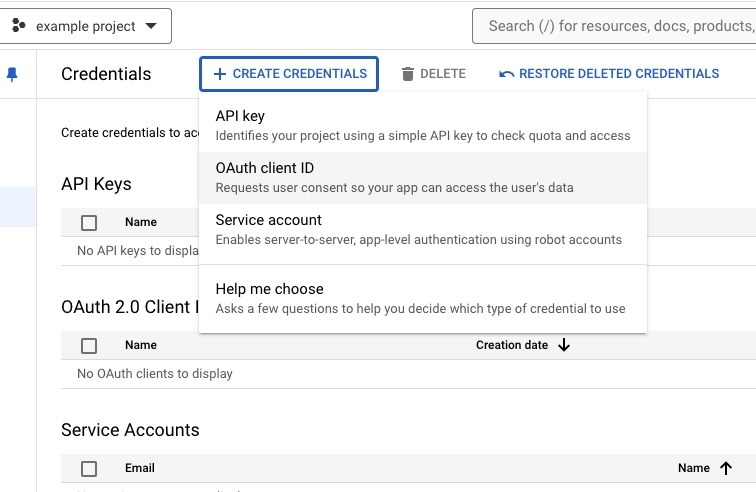 example project
Search (/) for resources, docs, products,
Credentials
CREATE CREDENTIALS
DELETE
RESTORE DELETED CREDENTIALS
API key
Identifies your project using a simple API key to check quota and access
Create credentials to
OAuth client ID
Requests user consent so your app can access the user's data
API Keys
Service account
Enables server-to-server, app-level authentication using robot accounts
Name
No API keys to displa
Help me choose
Asks a few questions to help you decide which type of credential to use
OAuth 2.0 Client I
Name
Creation date
No OAuth clients to display
Service Accounts
Email
Name